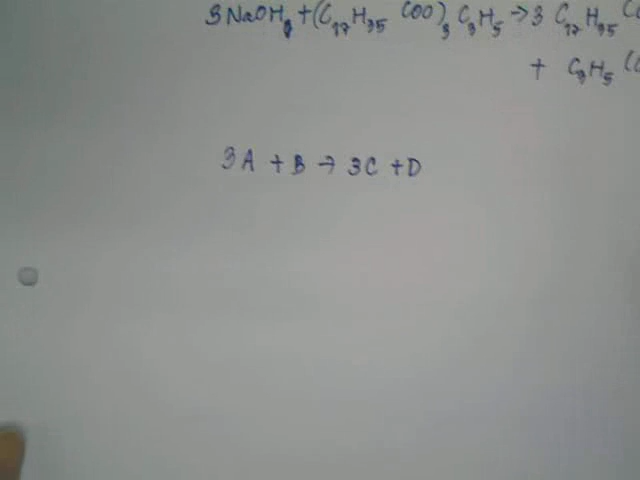 3NaOH + (C₁₇H₃₅ COO)₃ C₃H₅ → 3 C₁₇H₃₅
+ C₃H₅
3A + B → 3C + D